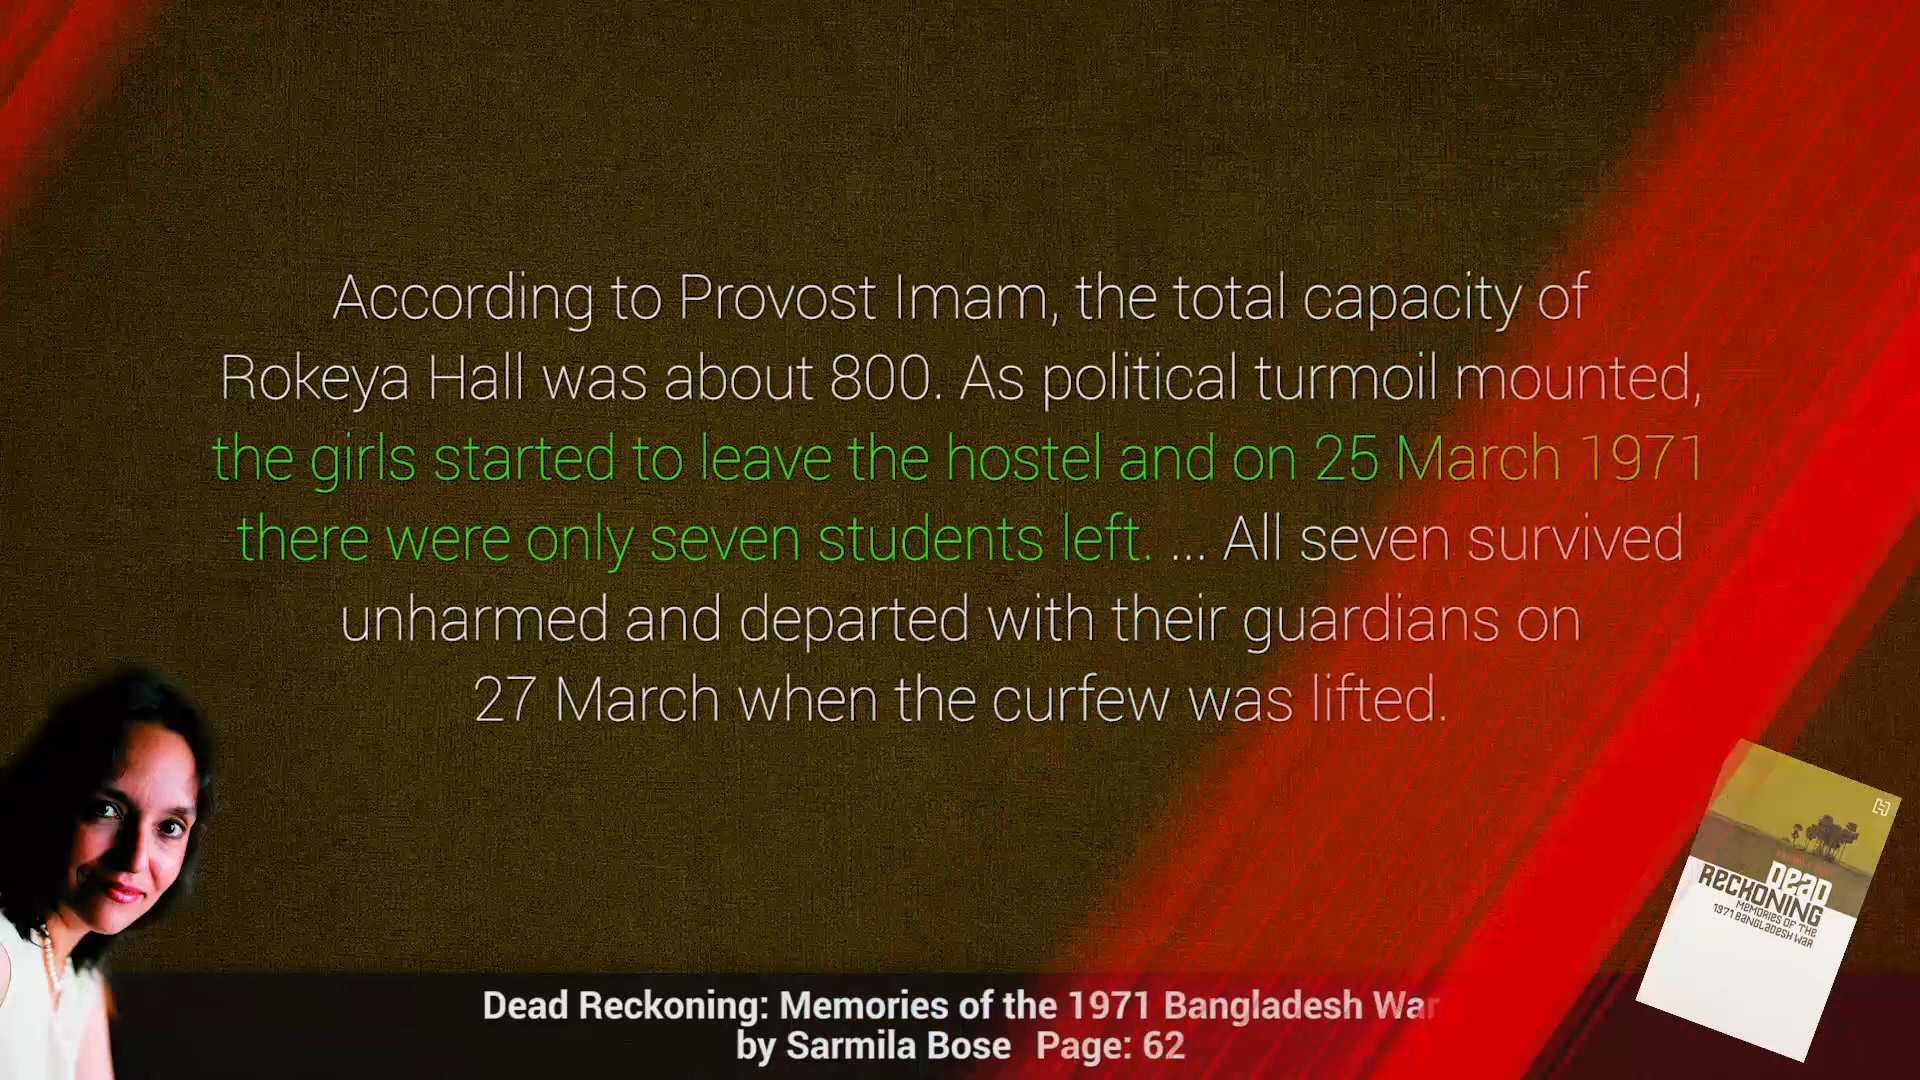 According to Provost Imam, the total capacity of
Rokeya Hall was about 800. As political turmoil mounted,
the girls started to leave the hostel and on 25 March 1971
there were only seven students left. ... All seven survived
unharmed and departed with their guardians on
27 March when the curfew was lifted.
Dead Reckoning: Memories of the 1971 Bangladesh War
by Sarmila Bose Page: 62
Dead
Reckoning
Memories of the
1971 Bangladesh War